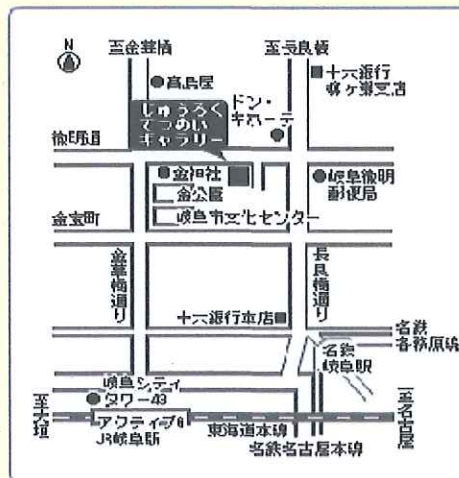 N
至金華橋
至長良橋
十六銀行
柳ヶ瀬支店
高島屋
ドン・
キホーテ
じゅうろく
てつめい
ギャラリー
徹明通
金神社
金公園
岐阜市文化センター
岐阜徹明
郵便局
金宝町
金華橋通り
長良橋通り
十六銀行本店
名鉄
各務原線
名鉄
岐阜駅
岐阜シティ
タワー43
アクティブG
JR岐阜駅
至大垣
東海道本線
名鉄名古屋本線
至名古屋